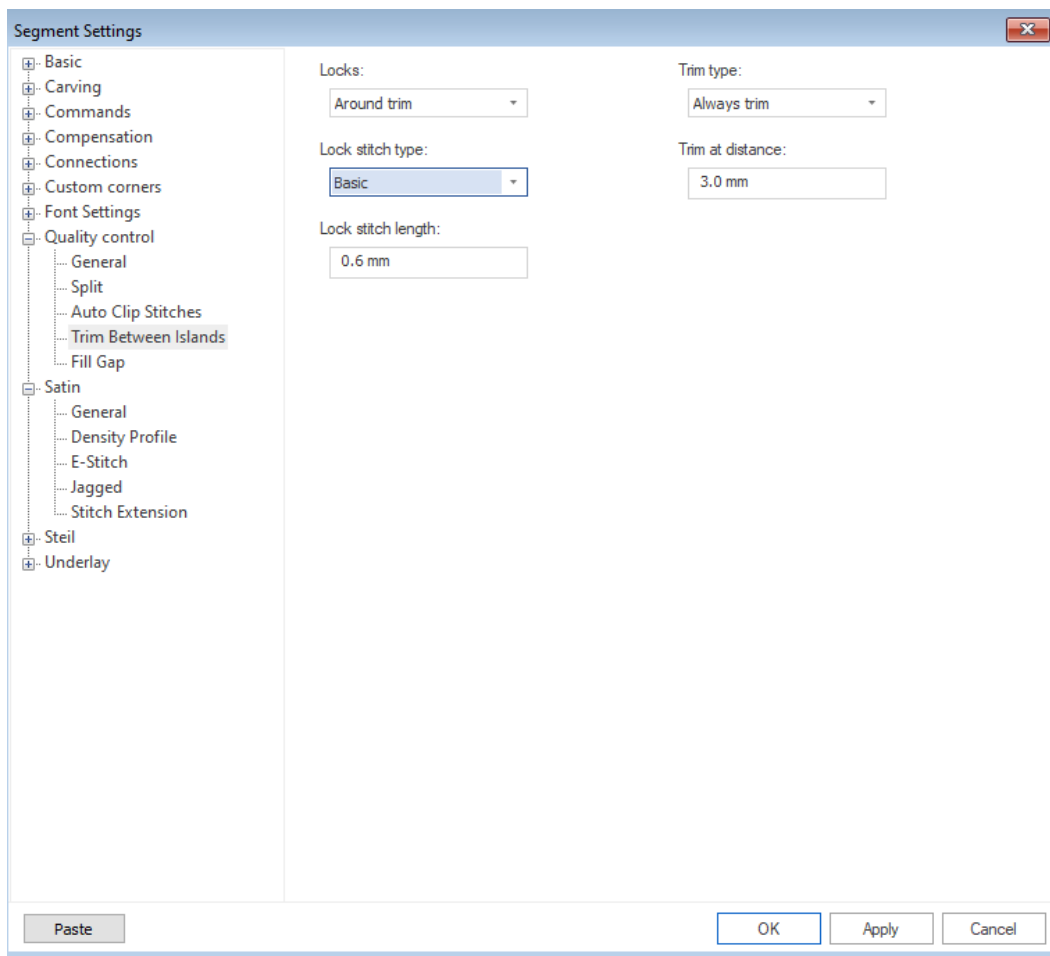 Segment Settings
Basic
Carving
Commands
Compensation
Connections
Custom corners
Font Settings
Quality control
General
Split
Auto Clip Stitches
Trim Between Islands
Fill Gap
Satin
General
Density Profile
E-Stitch
Jagged
Stitch Extension
Steil
Underlay
Locks:
Around trim
Lock stitch type:
Basic
Lock stitch length:
0.6 mm
Trim type:
Always trim
Trim at distance:
3.0 mm
Paste
OK
Apply
Cancel